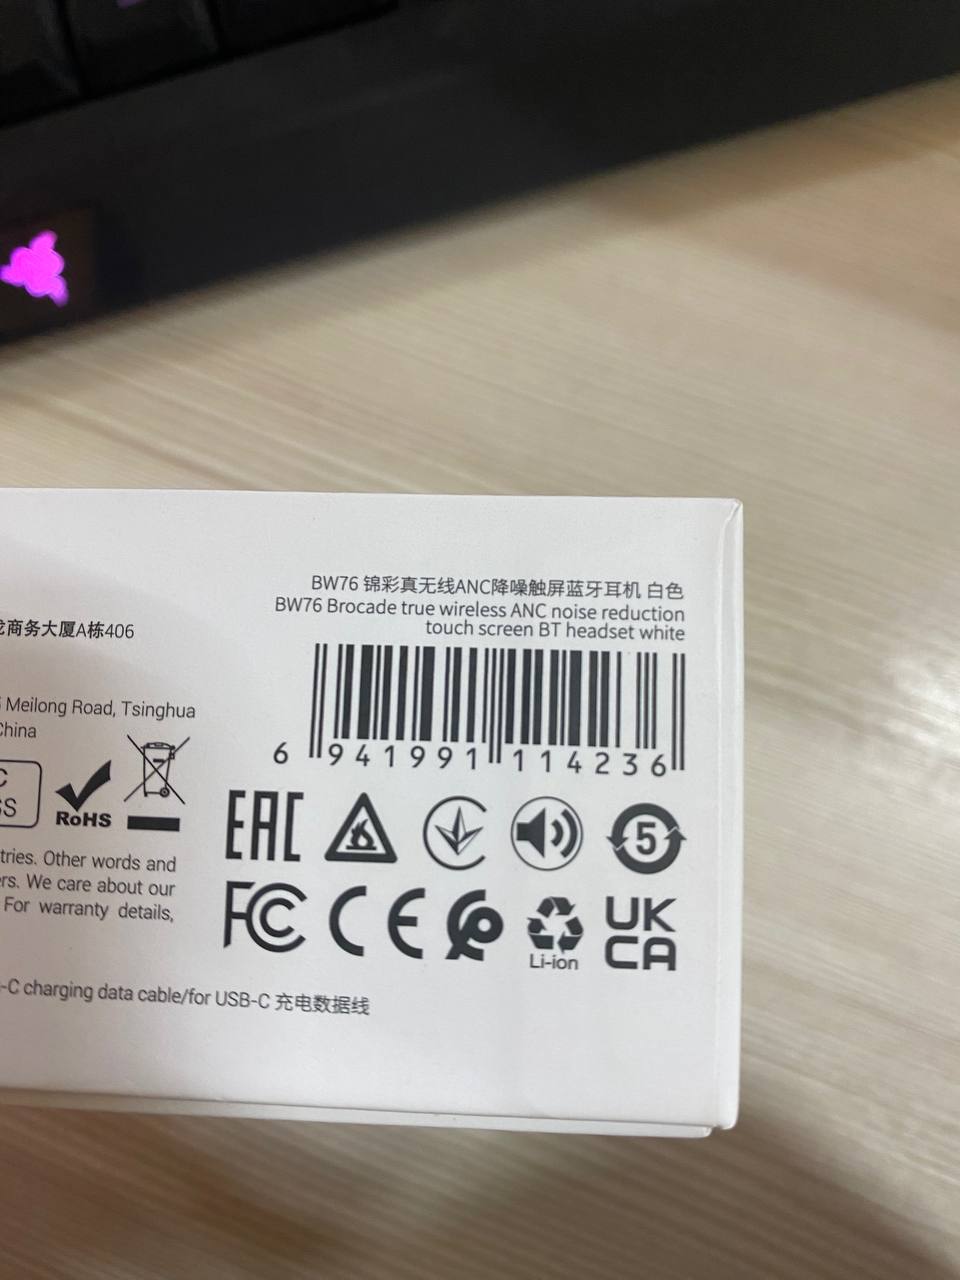 BW76 锦彩真无线ANC降噪触屏蓝牙耳机 白色
BW76 Brocade true wireless ANC noise reduction
touch screen BT headset white
商务大厦A栋406
Meilong Road, Tsinghua
China
6 941991 114236
C
SS
RoHS
EAC
5
tries. Other words and
rs. We care about our
For warranty details,
FC CE
Li-ion
UK
CA
-C charging data cable/for USB-C 充电数据线